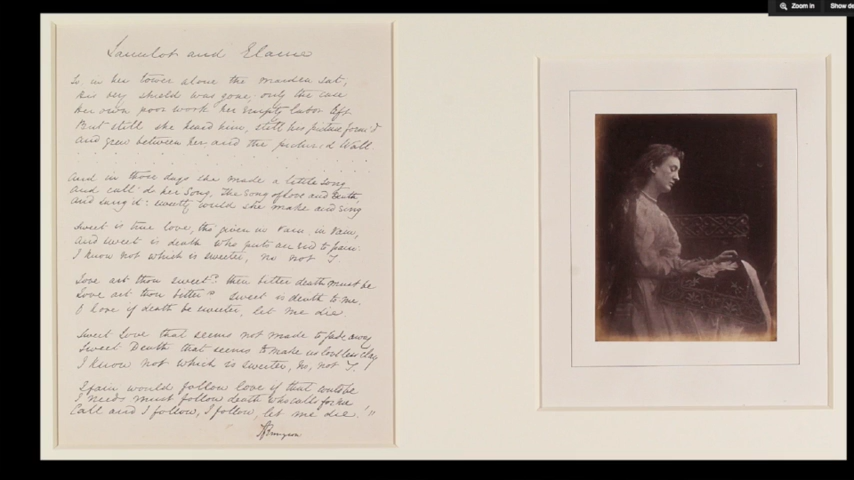 Zoom in
Show de
Lancelot and Elaine
So in her tower alone the maiden sat;
His very shield was gone, only the case
Her own poor work her empty labor left
But still she heard him, still his picture form'd
And grew between her and the pictured Wall.
And in those days she made a little Song
And call'd her Song, The Song of Love and Death
And sang it: sweetly could she make and sing
Sweet is true love, tho given in Vain, in Vain,
And sweet is death who puts an End to pain:
I know not which is sweeter, no not I.
Love art thou sweet? then bitter death must be
Love art thou bitter? sweet is death to me.
O love if death be sweeter, let me die.
Sweet Love that seems not made to fade away
Sweet Death that seems to make us loveless clay
I know not which is sweeter, no, not I.
I fain would follow love if that could be
I needs must follow death who calls for me
Call and I follow, I follow, let me die.'"